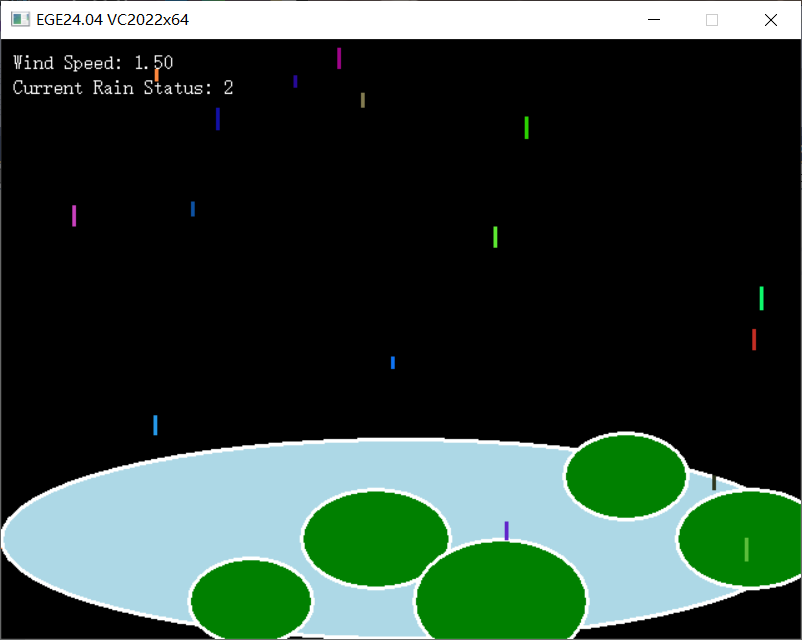 EGE24.04 VC2022x64
Wind Speed: 1.50
Current Rain Status: 2